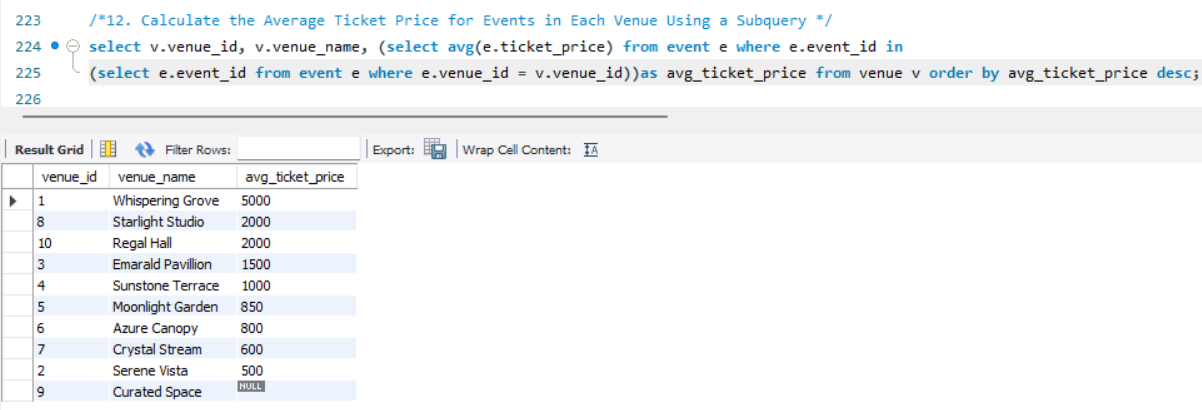 223 /*12. Calculate the Average Ticket Price for Events in Each Venue Using a Subquery */
224 select v.venue_id, v.venue_name, (select avg(e.ticket_price) from event e where e.event_id in
225 (select e.event_id from event e where e.venue_id = v.venue_id))as avg_ticket_price from venue v order by avg_ticket_price desc;
226
Result Grid Filter Rows: Export: Wrap Cell Content: IA
venue_id venue_name avg_ticket_price
1 Whispering Grove 5000
8 Starlight Studio 2000
10 Regal Hall 2000
3 Emarald Pavillion 1500
4 Sunstone Terrace 1000
5 Moonlight Garden 850
6 Azure Canopy 800
7 Crystal Stream 600
2 Serene Vista 500
9 Curated Space NULL